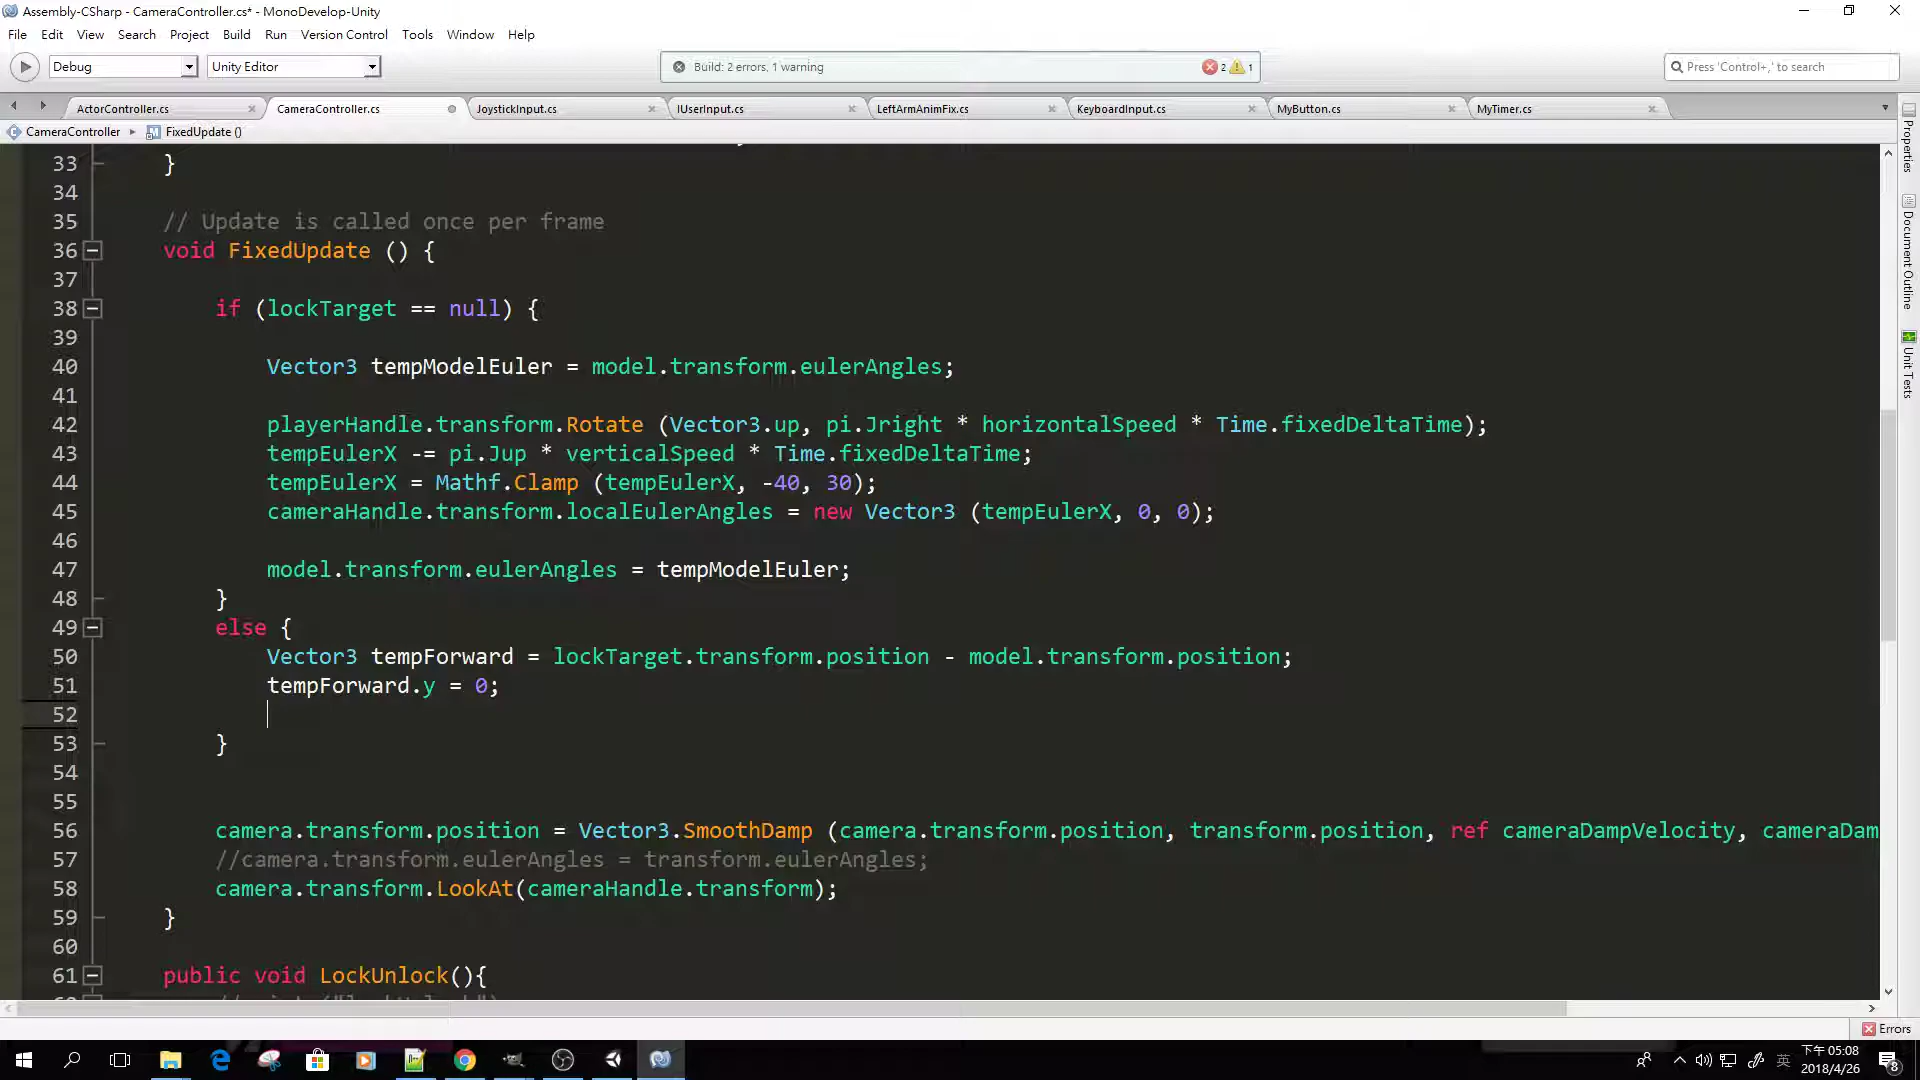 Assembly-CSharp - CameraController.cs* - MonoDevelop-Unity
File Edit View Search Project Build Run Version Control Tools Window Help
Debug Unity Editor Build: 2 errors, 1 warning 2 1 Press 'Control+,' to search
ActorController.cs CameraController.cs JoystickInput.cs IUserInput.cs LeftArmAnimFix.cs KeyboardInput.cs MyButton.cs MyTimer.cs
CameraController FixedUpdate ()
33 }
34
35 // Update is called once per frame
36 void FixedUpdate () {
37
38 if (lockTarget == null) {
39
40 Vector3 tempModelEuler = model.transform.eulerAngles;
41
42 playerHandle.transform.Rotate (Vector3.up, pi.Jright * horizontalSpeed * Time.fixedDeltaTime);
43 tempEulerX -= pi.Jup * verticalSpeed * Time.fixedDeltaTime;
44 tempEulerX = Mathf.Clamp (tempEulerX, -40, 30);
45 cameraHandle.transform.localEulerAngles = new Vector3 (tempEulerX, 0, 0);
46
47 model.transform.eulerAngles = tempModelEuler;
48 }
49 else {
50 Vector3 tempForward = lockTarget.transform.position - model.transform.position;
51 tempForward.y = 0;
52
53 }
54
55
56 camera.transform.position = Vector3.SmoothDamp (camera.transform.position, transform.position, ref cameraDampVelocity, cameraDam
57 //camera.transform.eulerAngles = transform.eulerAngles;
58 camera.transform.LookAt(cameraHandle.transform);
59 }
60
61 public void LockUnlock(){
Properties
Document Outline
Unit Tests
Errors
英
下午 05:08
2018/4/26
8